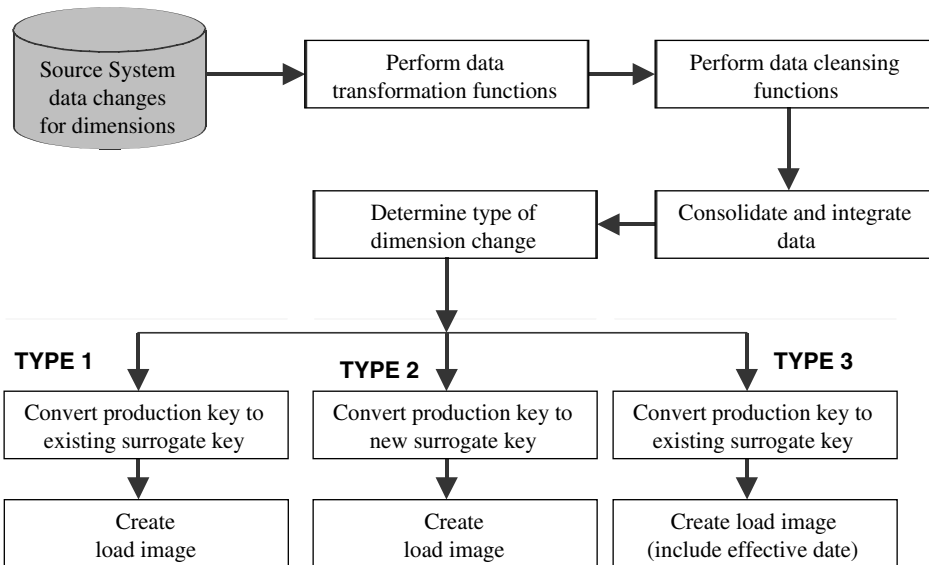 Source System
data changes
for dimensions
Perform data
transformation functions
Perform data cleansing
functions
Determine type of
dimension change
Consolidate and integrate
data
TYPE 1
TYPE 2
TYPE 3
Convert production key to
existing surrogate key
Convert production key to
new surrogate key
Convert production key to
existing surrogate key
Create
load image
Create
load image
Create load image
(include effective date)